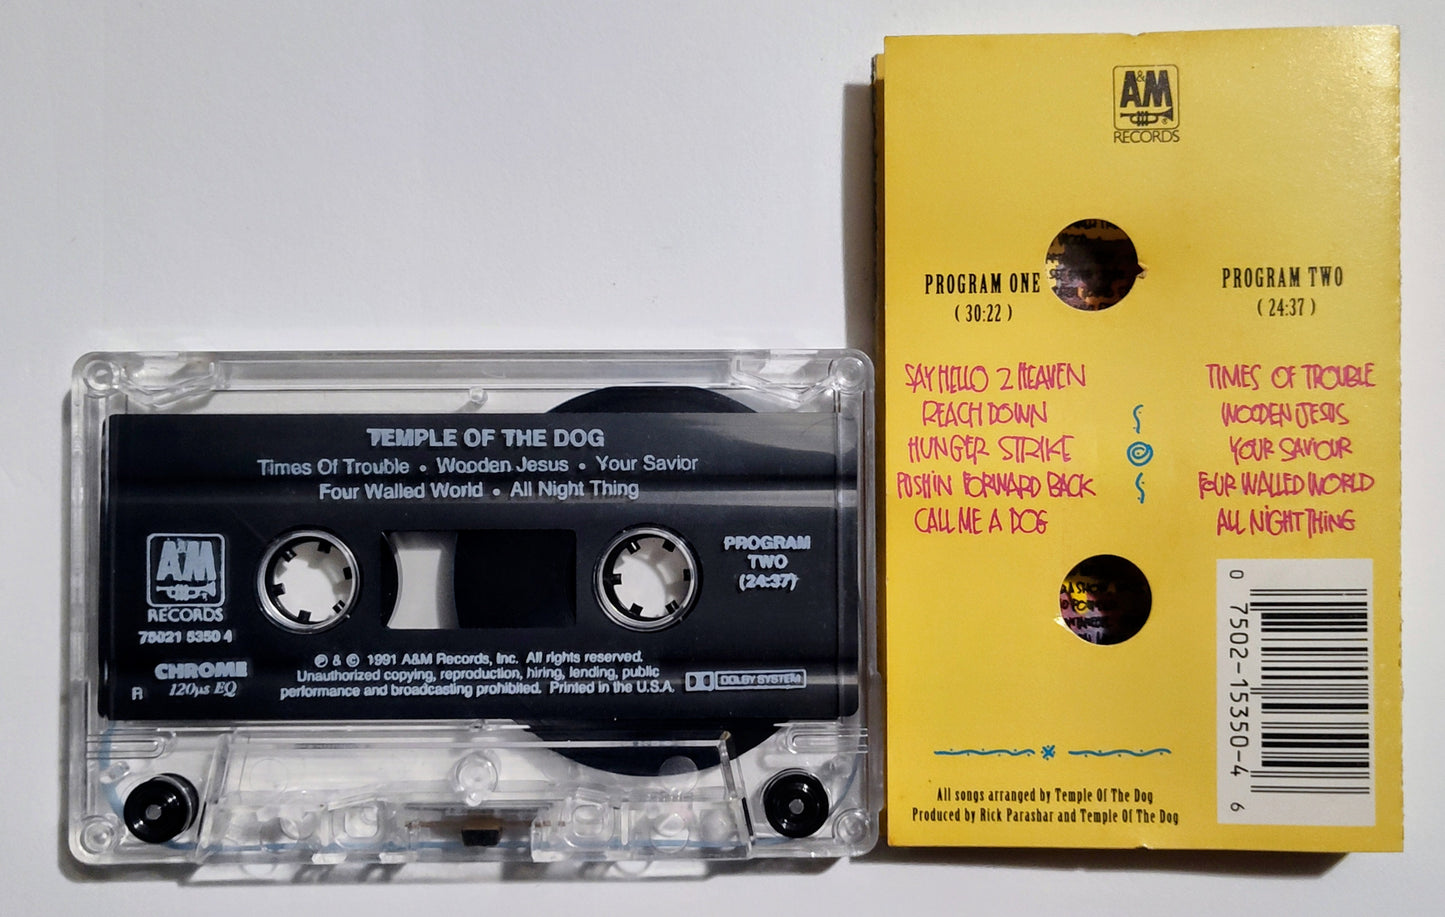 TEMPLE OF THE DOG
Times Of Trouble • Wooden Jesus • Your Savior
Four Walled World • All Night Thing
A&M
RECORDS
75021 5350 4
PROGRAM
TWO
(24:37)
CHROME
120µs EQ
R
℗ & © 1991 A&M Records, Inc. All rights reserved.
Unauthorized copying, reproduction, hiring, lending, public
performance and broadcasting prohibited. Printed in the U.S.A.
DOLBY SYSTEM
A&M
RECORDS
PROGRAM ONE
( 30:22 )
SAY HELLO 2 HEAVEN
REACH DOWN
HUNGER STRIKE
PUSHIN FORWARD BACK
CALL ME A DOG
PROGRAM TWO
( 24:37 )
TIMES OF TROUBLE
WOODEN JESUS
YOUR SAVIOUR
FOUR WALLED WORLD
ALL NIGHT THING
0 7502-15350-4 6
All songs arranged by Temple Of The Dog
Produced by Rick Parashar and Temple Of The Dog